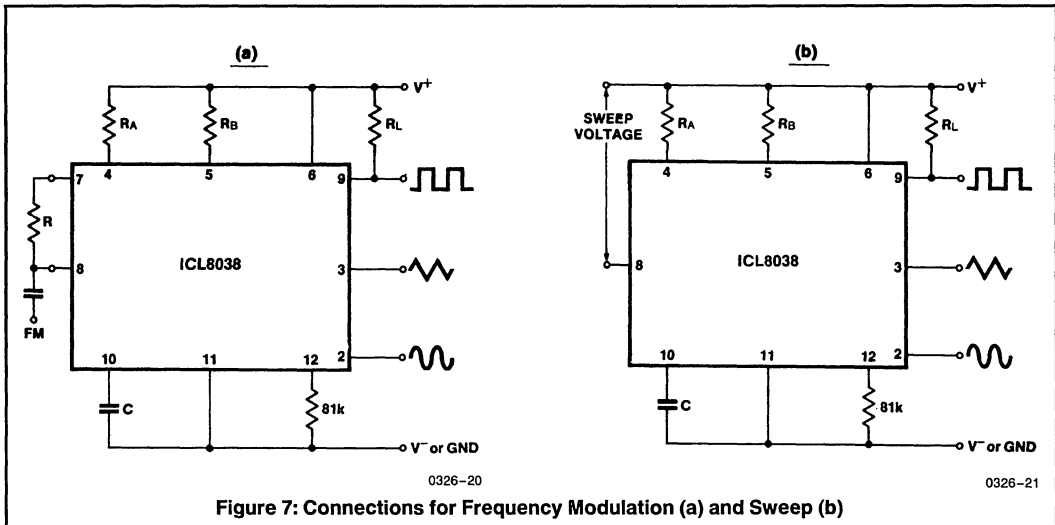 (a)
V+
RA
RB
RL
4
5
6
7
9
R
8
ICL8038
3
FM
10
11
12
2
C
81k
V− or GND
0326−20
(b)
V+
SWEEP
VOLTAGE
RA
RB
RL
4
5
6
9
8
ICL8038
3
10
11
12
2
C
81k
V− or GND
0326−21
Figure 7: Connections for Frequency Modulation (a) and Sweep (b)